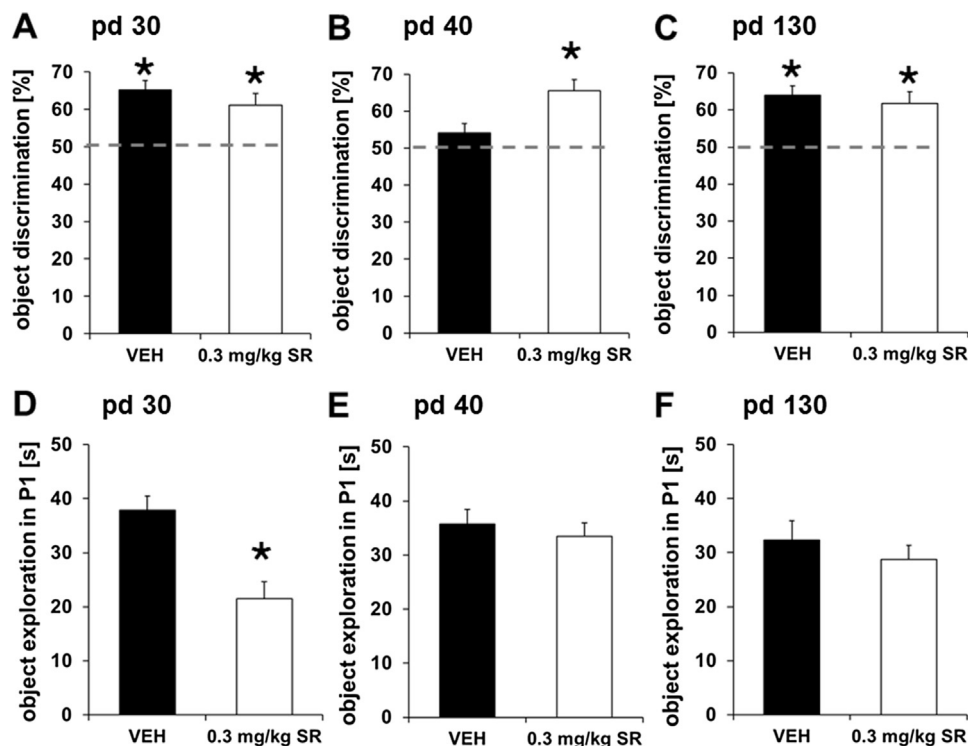 A pd 30
object discrimination [%]
70
60
50
40
30
20
10
0
*
*
VEH 0.3 mg/kg SR
B pd 40
object discrimination [%]
70
60
50
40
30
20
10
0
*
VEH 0.3 mg/kg SR
C pd 130
object discrimination [%]
70
60
50
40
30
20
10
0
*
*
VEH 0.3 mg/kg SR
D pd 30
object exploration in P1 [s]
50
40
30
20
10
0
*
VEH 0.3 mg/kg SR
E pd 40
object exploration in P1 [s]
50
40
30
20
10
0
VEH 0.3 mg/kg SR
F pd 130
object exploration in P1 [s]
50
40
30
20
10
0
VEH 0.3 mg/kg SR